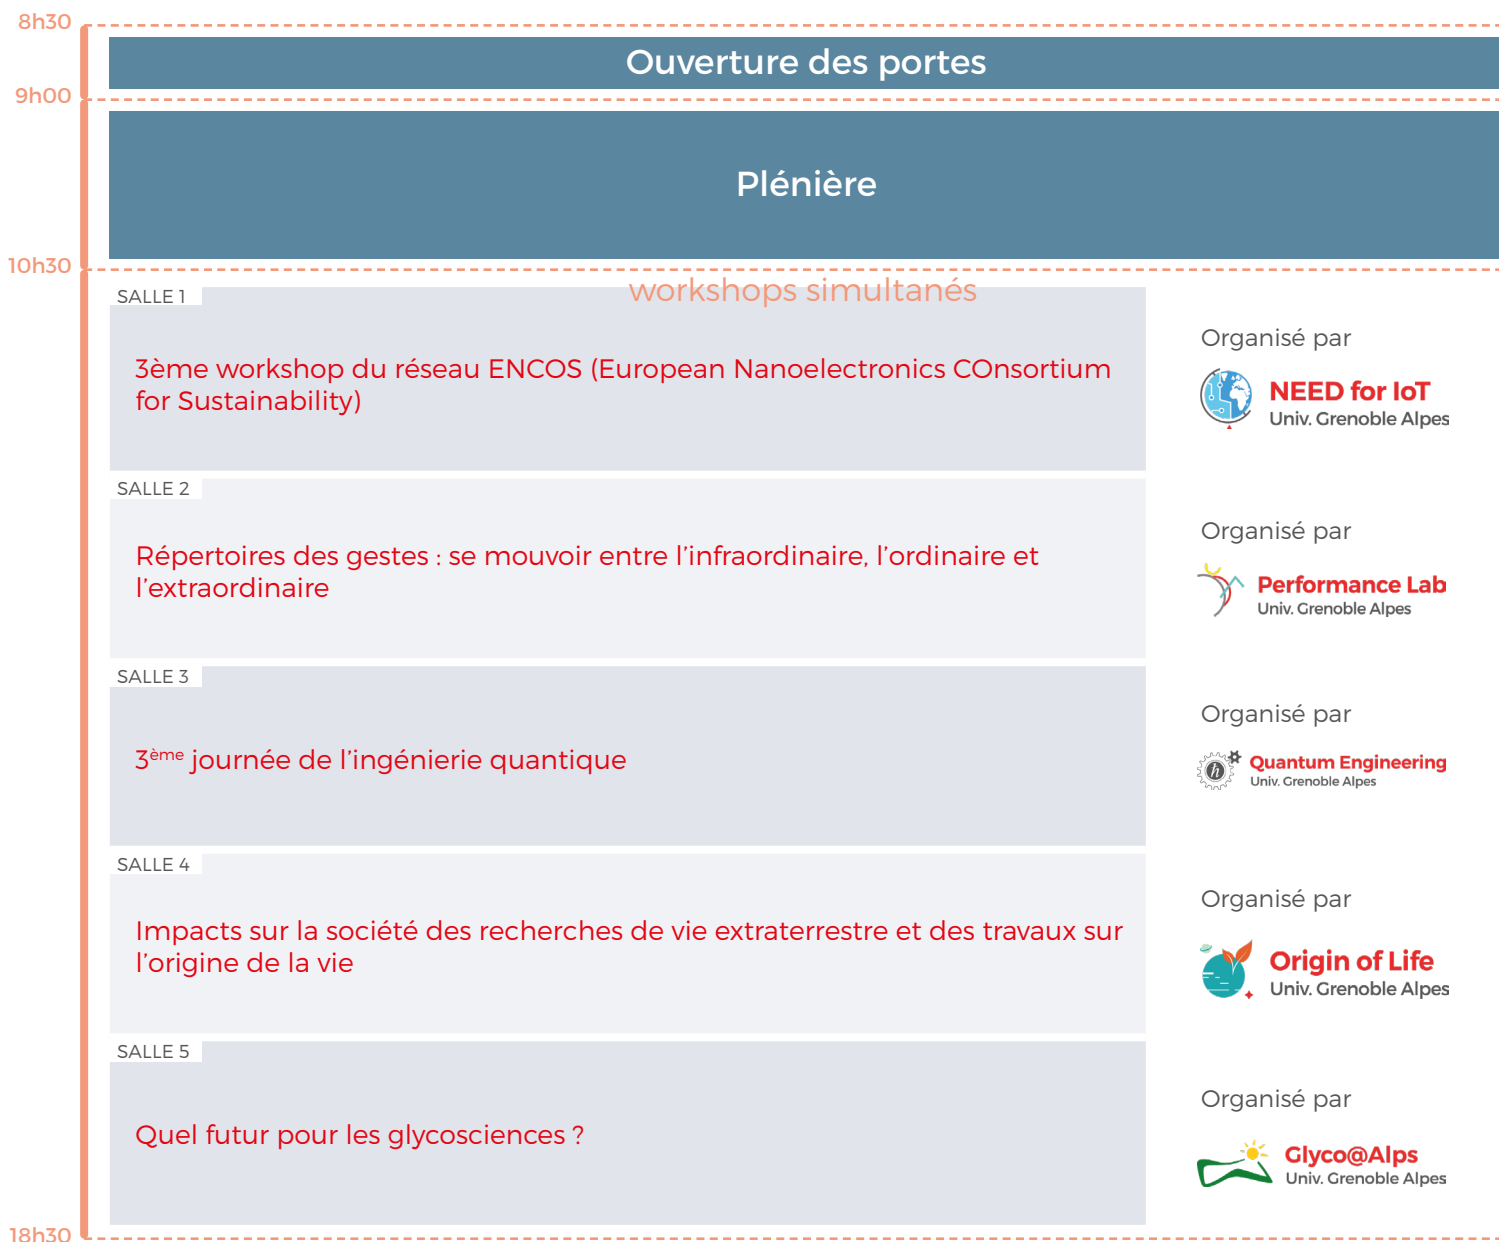 8h30
Ouverture des portes
9h00
Plénière
10h30
workshops simultanés
SALLE 1
3ème workshop du réseau ENCOS (European Nanoelectronics COnsortium
for Sustainability)
Organisé par
NEED for IoT
Univ. Grenoble Alpes
SALLE 2
Répertoires des gestes : se mouvoir entre l’infraordinaire, l’ordinaire et
l’extraordinaire
Organisé par
Performance Lab
Univ. Grenoble Alpes
SALLE 3
3ème journée de l’ingénierie quantique
Organisé par
ℏ
Quantum Engineering
Univ. Grenoble Alpes
SALLE 4
Impacts sur la société des recherches de vie extraterrestre et des travaux sur
l’origine de la vie
Organisé par
Origin of Life
Univ. Grenoble Alpes
SALLE 5
Quel futur pour les glycosciences ?
Organisé par
Glyco@Alps
Univ. Grenoble Alpes
18h30